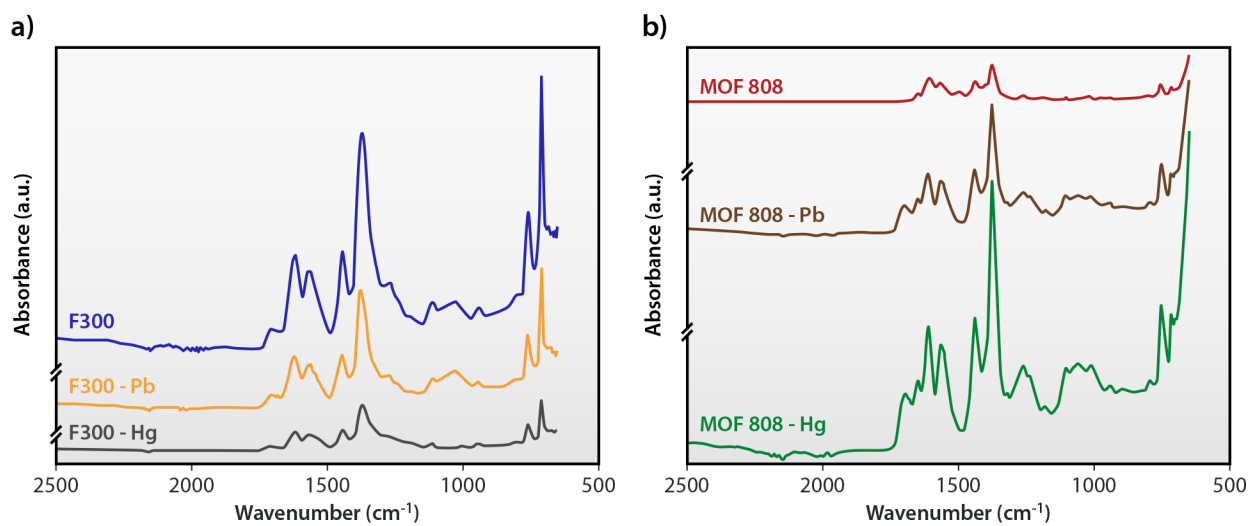 a)
Absorbance (a.u.)
F300
F300 - Pb
F300 - Hg
2500 2000 1500 1000 500
Wavenumber (cm⁻¹)
b)
Absorbance (a.u.)
MOF 808
MOF 808 - Pb
MOF 808 - Hg
2500 2000 1500 1000 500
Wavenumber (cm⁻¹)